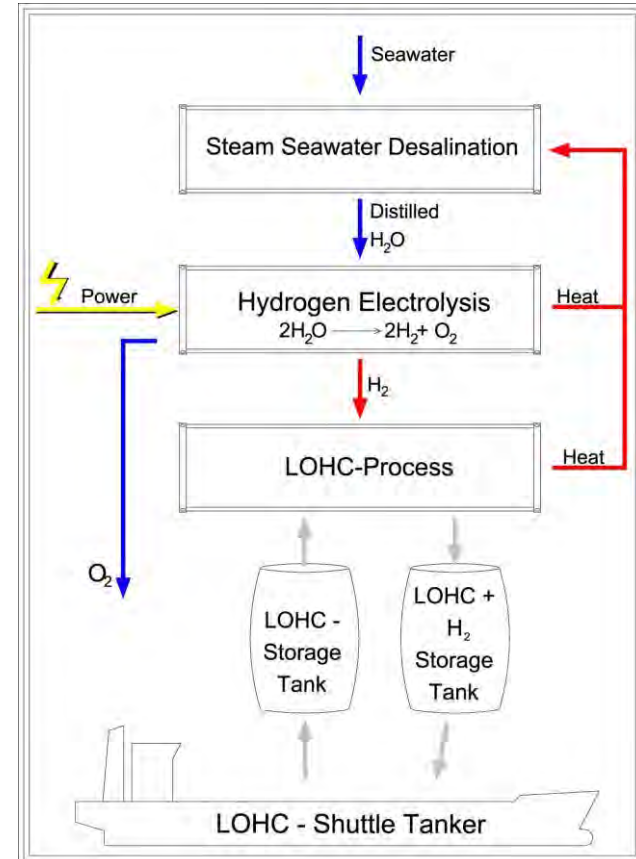 Seawater
Steam Seawater Desalination
Distilled
H₂O
Power
Hydrogen Electrolysis
2H₂O ⟶ 2H₂+ O₂
Heat
H₂
LOHC-Process
Heat
O₂
LOHC -
Storage
Tank
LOHC +
H₂
Storage
Tank
LOHC - Shuttle Tanker